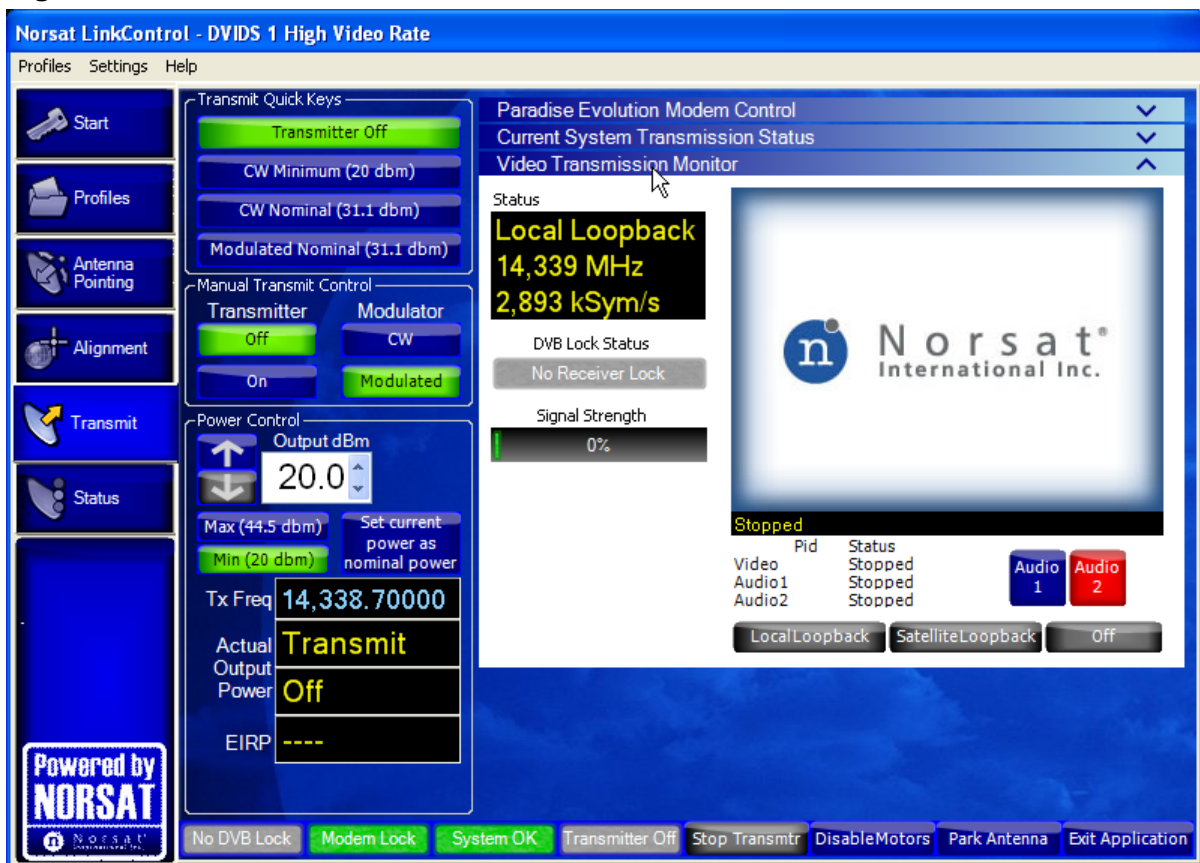 Norsat LinkControl - DVIDS 1 High Video Rate
Profiles Settings Help
Start
Profiles
Antenna
Pointing
Alignment
Transmit
Status
Powered by
NORSAT
n Norsat
Transmit Quick Keys
Transmitter Off
CW Minimum (20 dbm)
CW Nominal (31.1 dbm)
Modulated Nominal (31.1 dbm)
Manual Transmit Control
Transmitter Modulator
Off CW
On Modulated
Power Control
Output dBm
20.0
Max (44.5 dbm)
Min (20 dbm)
Set current
power as
nominal power
Tx Freq 14,338.70000
Actual
Output
Power
Transmit
Off
EIRP ----
Paradise Evolution Modem Control
Current System Transmission Status
Video Transmission Monitor
Status
Local Loopback
14,339 MHz
2,893 kSym/s
DVB Lock Status
No Receiver Lock
Signal Strength
0%
n Norsat®
International Inc.
Stopped
Pid Status
Video Stopped
Audio1 Stopped
Audio2 Stopped
Audio
1
Audio
2
LocalLoopback SatelliteLoopback Off
No DVB Lock Modem Lock System OK Transmitter Off Stop Transmtr DisableMotors Park Antenna Exit Application